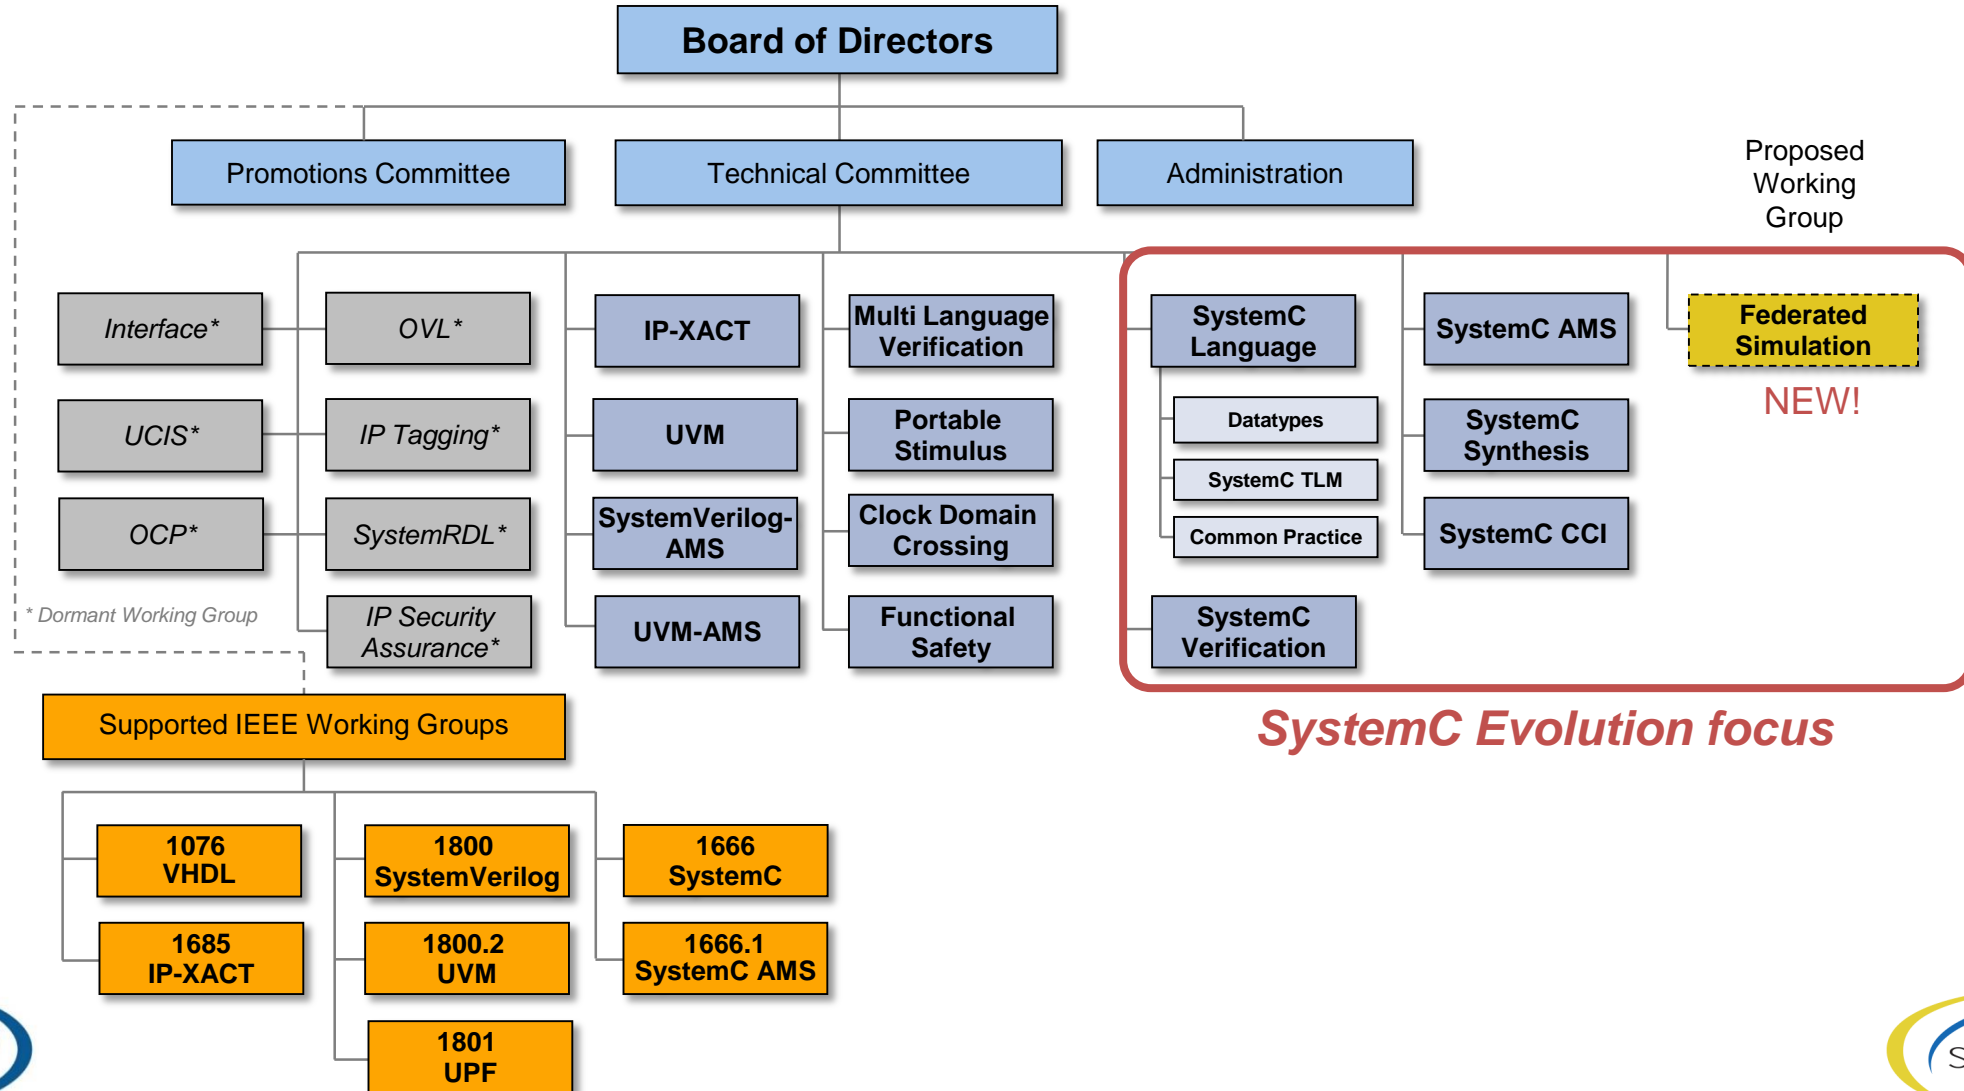 Board of Directors
Promotions Committee
Technical Committee
Administration
Proposed
Working
Group
Interface*
OVL*
IP-XACT
Multi Language
Verification
SystemC
Language
SystemC AMS
Federated
Simulation
NEW!
UCIS*
IP Tagging*
UVM
Portable
Stimulus
Datatypes
SystemC
Synthesis
SystemC TLM
OCP*
SystemRDL*
SystemVerilog-
AMS
Clock Domain
Crossing
Common Practice
SystemC CCI
* Dormant Working Group
IP Security
Assurance*
UVM-AMS
Functional
Safety
SystemC
Verification
Supported IEEE Working Groups
SystemC Evolution focus
1076
VHDL
1800
SystemVerilog
1666
SystemC
1685
IP-XACT
1800.2
UVM
1666.1
SystemC AMS
1801
UPF